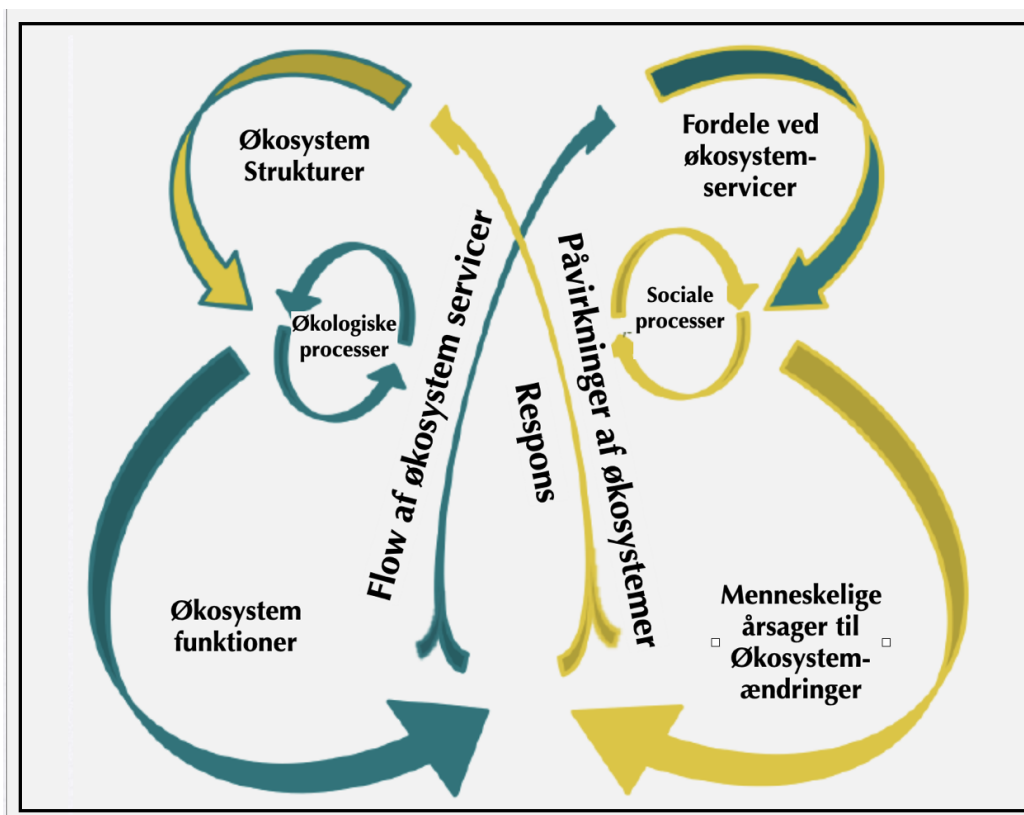 Økosystem
Strukturer
Fordele ved
økosystem-
servicer
Økologiske
processer
Sociale
processer
Flow af økosystem servicer
Respons
Påvirkninger af økosystemer
Økosystem
funktioner
Menneskelige
årsager til
Økosystem-
ændringer